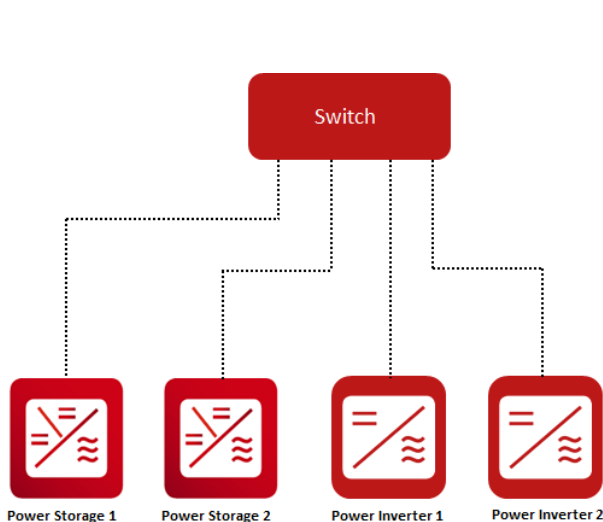 Switch
Power Storage 1
Power Storage 2
Power Inverter 1
Power Inverter 2